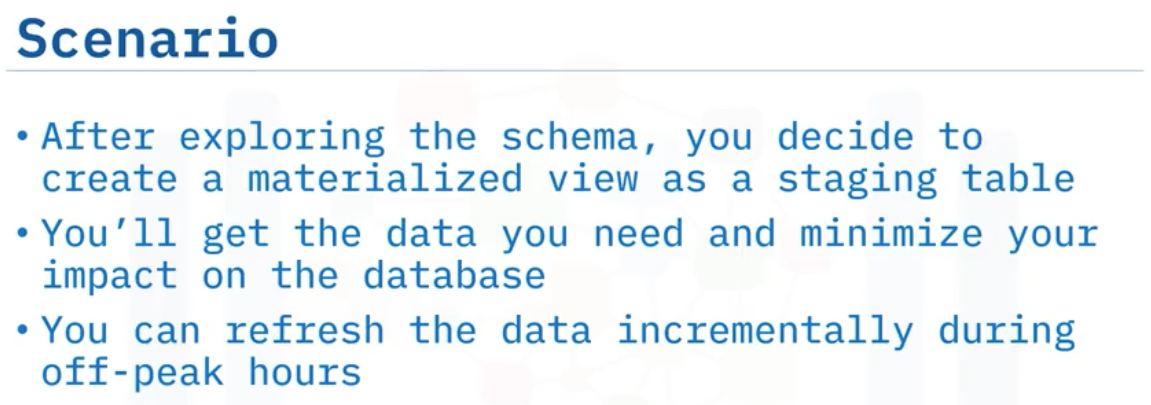 Scenario
• After exploring the schema, you decide to
create a materialized view as a staging table
• You’ll get the data you need and minimize your
impact on the database
• You can refresh the data incrementally during
off-peak hours